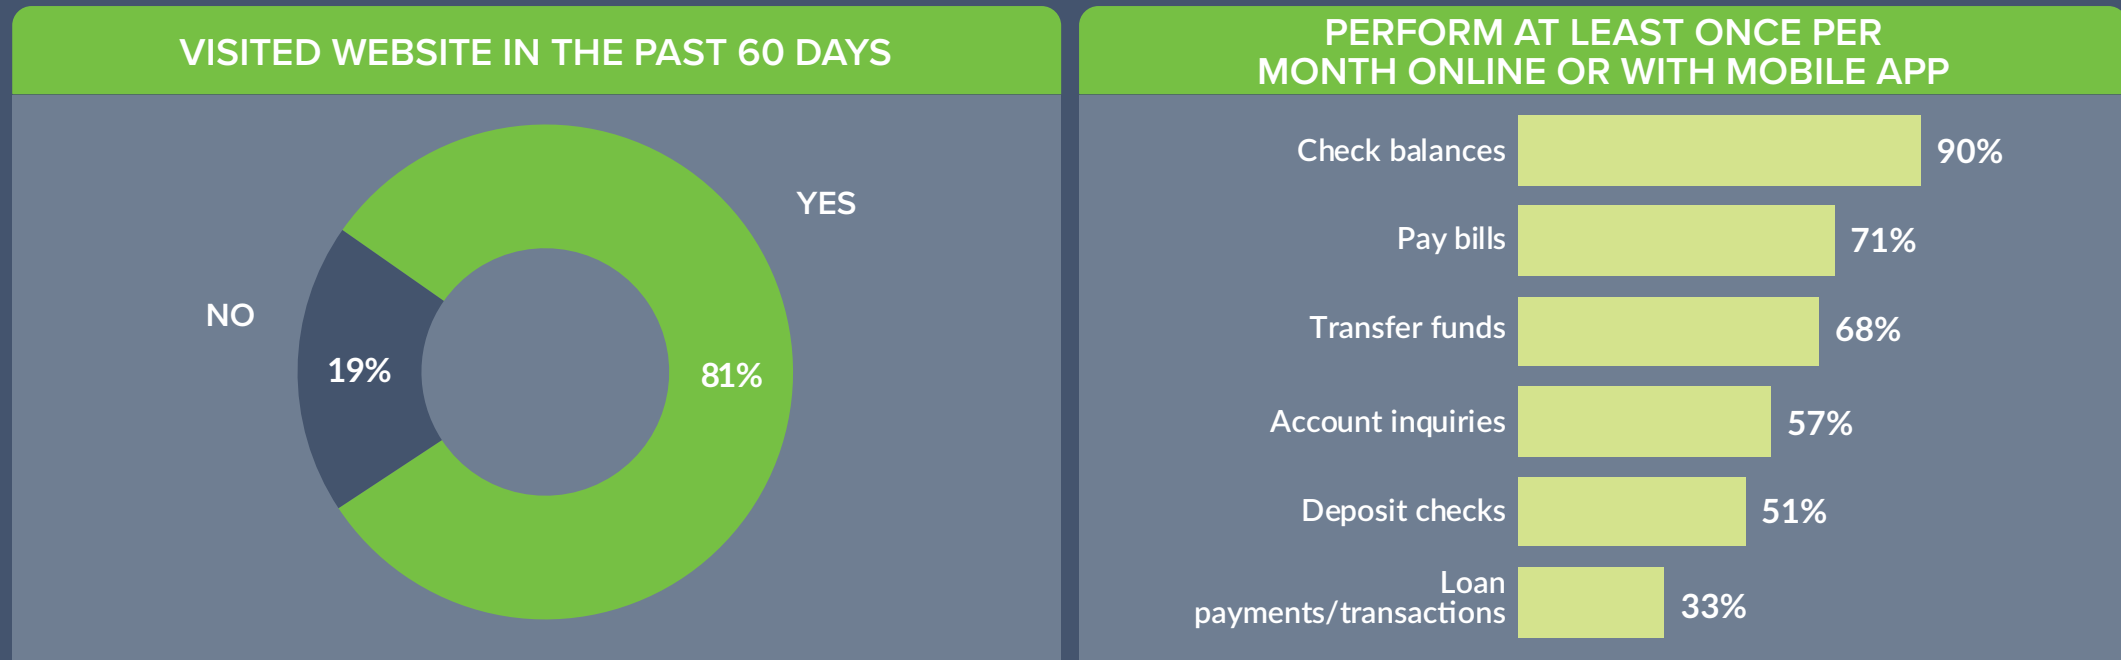 VISITED WEBSITE IN THE PAST 60 DAYS
YES
NO
19%
81%
PERFORM AT LEAST ONCE PER
MONTH ONLINE OR WITH MOBILE APP
Check balances
90%
Pay bills
71%
Transfer funds
68%
Account inquiries
57%
Deposit checks
51%
Loan
payments/transactions
33%